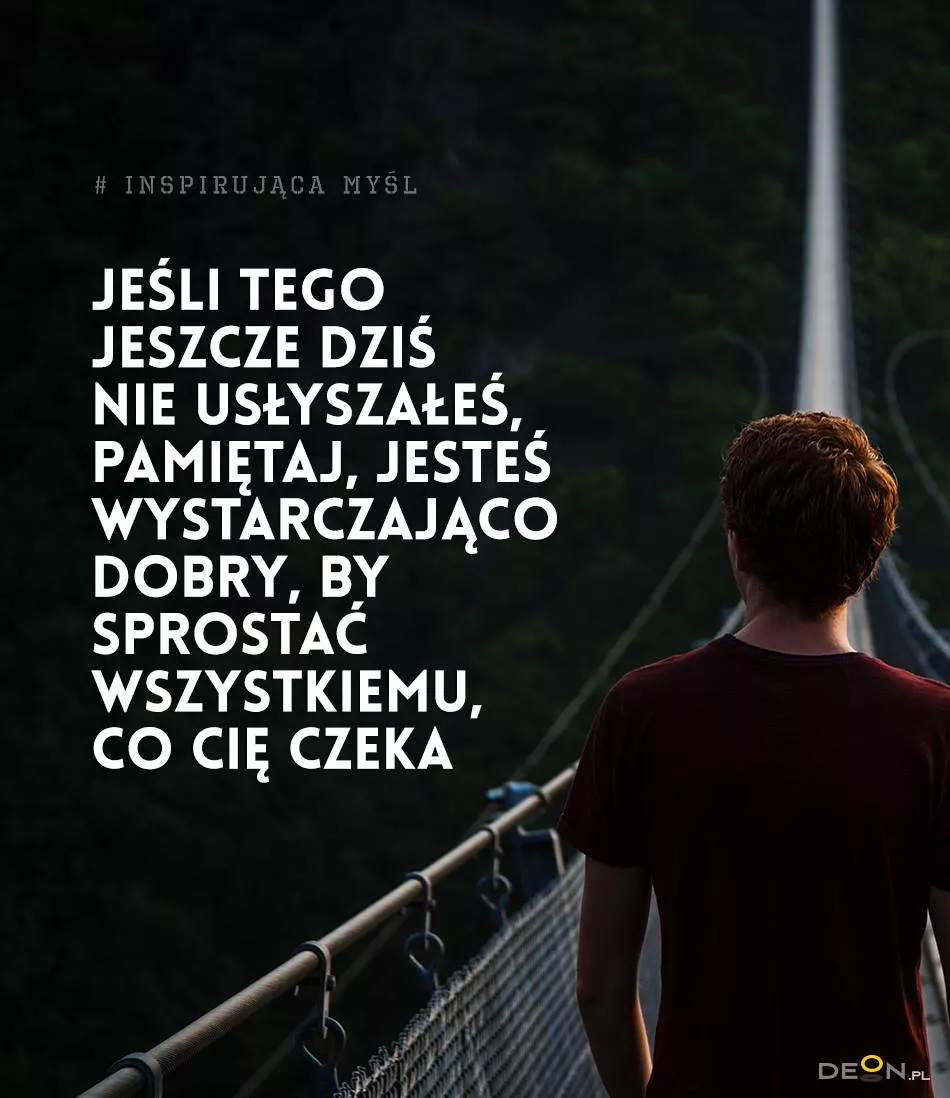 # INSPIRUJĄCA MYŚL
JEŚLI TEGO
JESZCZE DZIŚ
NIE USŁYSZAŁEŚ,
PAMIĘTAJ, JESTEŚ
WYSTARCZAJĄCO
DOBRY, BY
SPROSTAĆ
WSZYSTKIEMU,
CO CIĘ CZEKA
DEON.PL